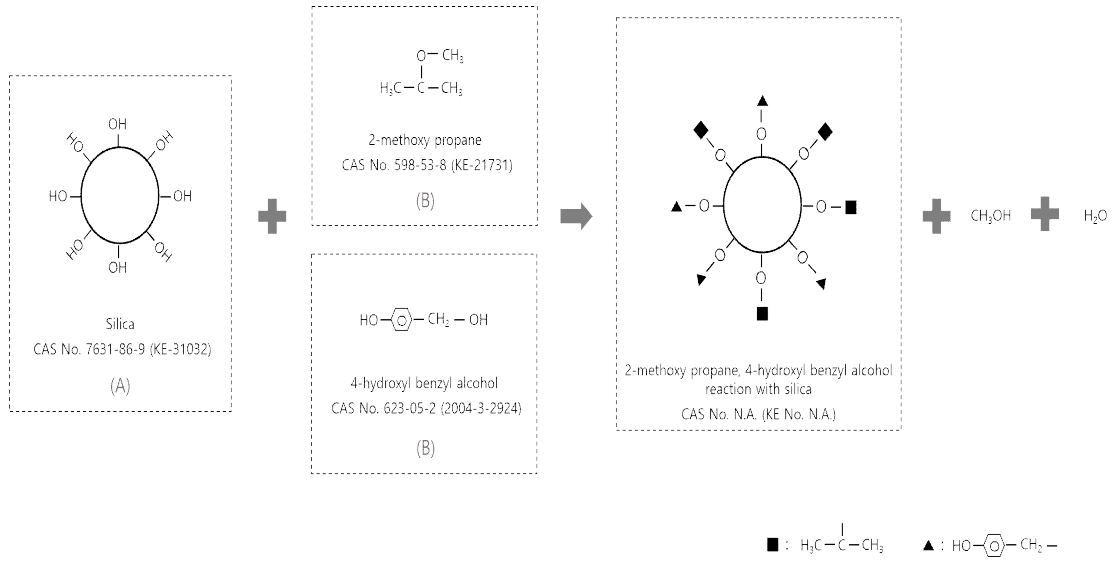 OH
HO
OH
HO
OH
HO
OH
OH
Silica
CAS No. 7631-86-9 (KE-31032)
(A)
O — CH₃
H₃C — C — CH₃
2-methoxy propane
CAS No. 598-53-8 (KE-21731)
(B)
HO — CH₂ — OH
4-hydroxyl benzyl alcohol
CAS No. 623-05-2 (2004-3-2924)
(B)
O
O
O
O
O
O
O
O
2-methoxy propane, 4-hydroxyl benzyl alcohol
reaction with silica
CAS No. N.A. (KE No. N.A.)
CH₃OH
H₂O
■ : H₃C — C — CH₃
▲ : HO — CH₂ —